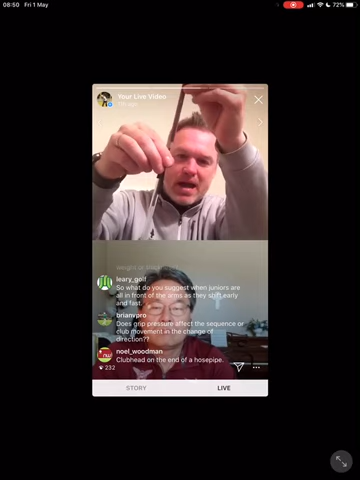 08:50 Fri 1 May
72%
Your Live Video
leary_golf
So what do you suggest when juniors are
all in front of the arms as they shift early
and fast.
brianvpro
Does grip pressure affect the sequence or
club movement in the change of
direction??
noel_woodman
Clubhead on the end of a hosepipe.
232
STORY
LIVE